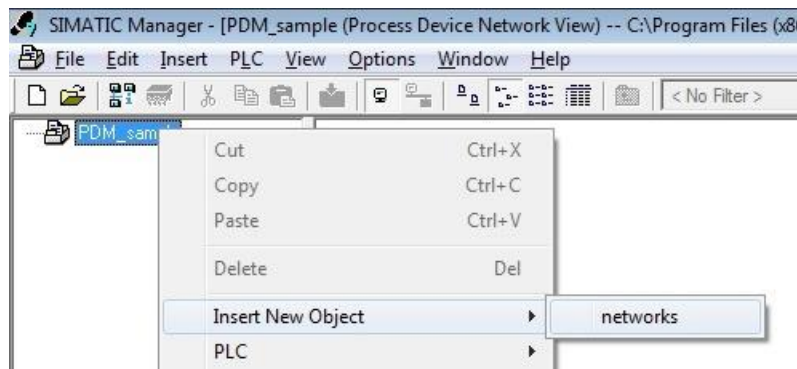 SIMATIC Manager - [PDM_sample (Process Device Network View) -- C:\Program Files (x8
File Edit Insert PLC View Options Window Help
< No Filter >
PDM_sam
Cut Ctrl+X
Copy Ctrl+C
Paste Ctrl+V
Delete Del
Insert New Object networks
PLC